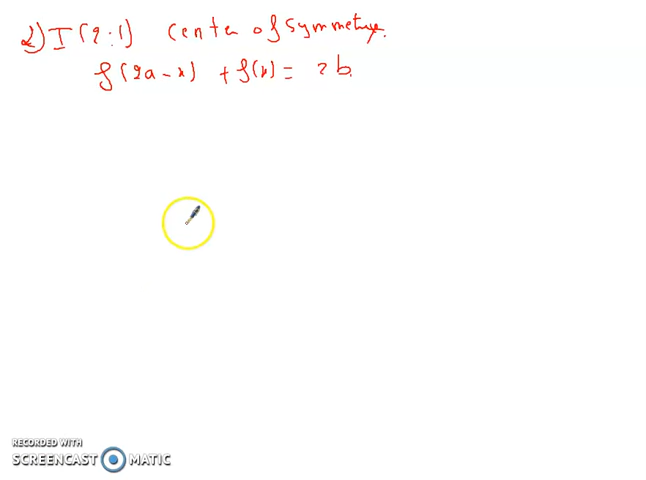 2) I(2;1) center of symmetry.
f(2a-x) + f(x) = 2b.
RECORDED WITH
SCREENCAST MATIC